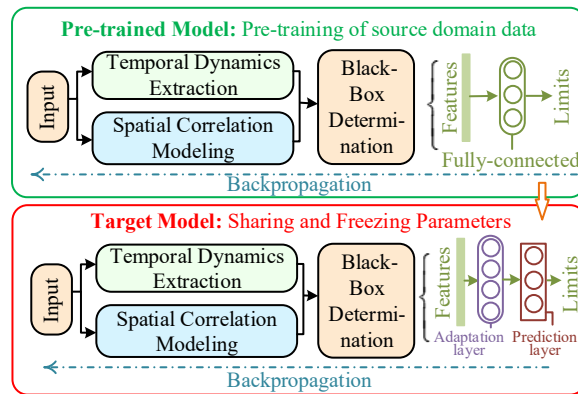 Pre-trained Model: Pre-training of source domain data
Input
Temporal Dynamics
Extraction
Spatial Correlation
Modeling
Black-
Box
Determi-
nation
Features
Limits
Fully-connected
Backpropagation
Target Model: Sharing and Freezing Parameters
Input
Temporal Dynamics
Extraction
Spatial Correlation
Modeling
Black-
Box
Determi-
nation
Features
Limits
Adaptation
layer
Prediction
layer
Backpropagation